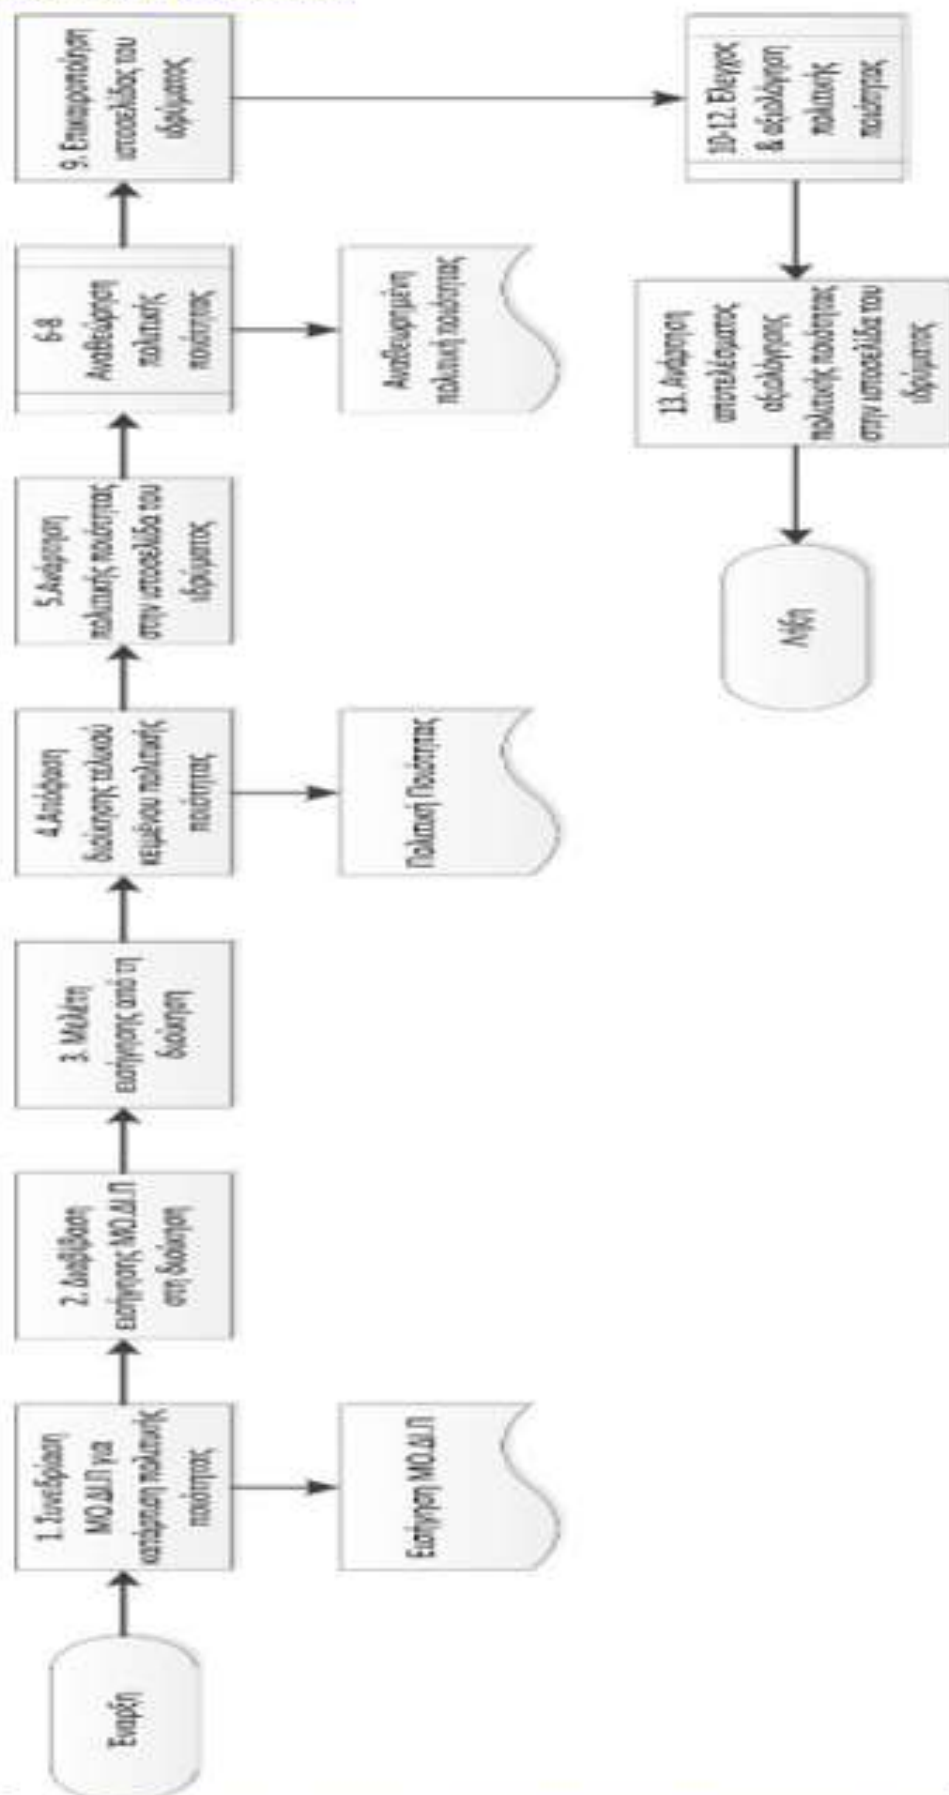 Έναρξη
1.Συνεδρίαση
ΜΟ.ΔΙ.Π για
κατάρτιση πολιτικής
ποιότητας
Εισήγηση ΜΟ.ΔΙ.Π
2. Διαβίβαση
εισήγησης ΜΟ.ΔΙ.Π
στη διοίκηση
3. Μελέτη
εισήγησης από τη
διοίκηση
4.Απόφαση
διοίκησης τελικού
κειμένου πολιτικής
ποιότητας
Πολιτική Ποιότητας
5.Ανάρτηση
πολιτικής ποιότητας
στην ιστοσελίδα του
ιδρύματος
6-8
Αναθεώρηση
πολιτικής
ποιότητας
Αναθεωρημένη
πολιτική ποιότητας
9. Επικαιροποίηση
ιστοσελίδας του
ιδρύματος
10-12. Έλεγχος
& αξιολόγηση
πολιτικής
ποιότητας
13. Ανάρτηση
αποτελέσματος
αξιολόγησης
πολιτικής ποιότητας
στην ιστοσελίδα του
ιδρύματος
Λήξη